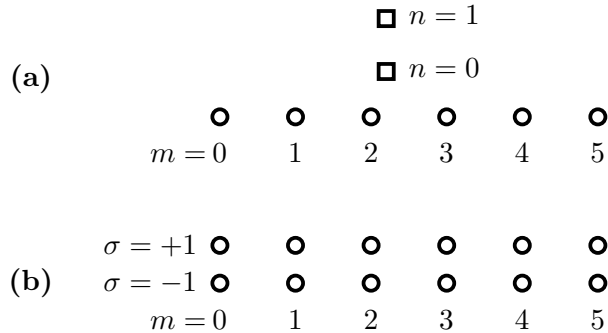 n = 1
(a)
n = 0
m = 0 1 2 3 4 5
σ = +1
(b)
σ = −1
m = 0 1 2 3 4 5